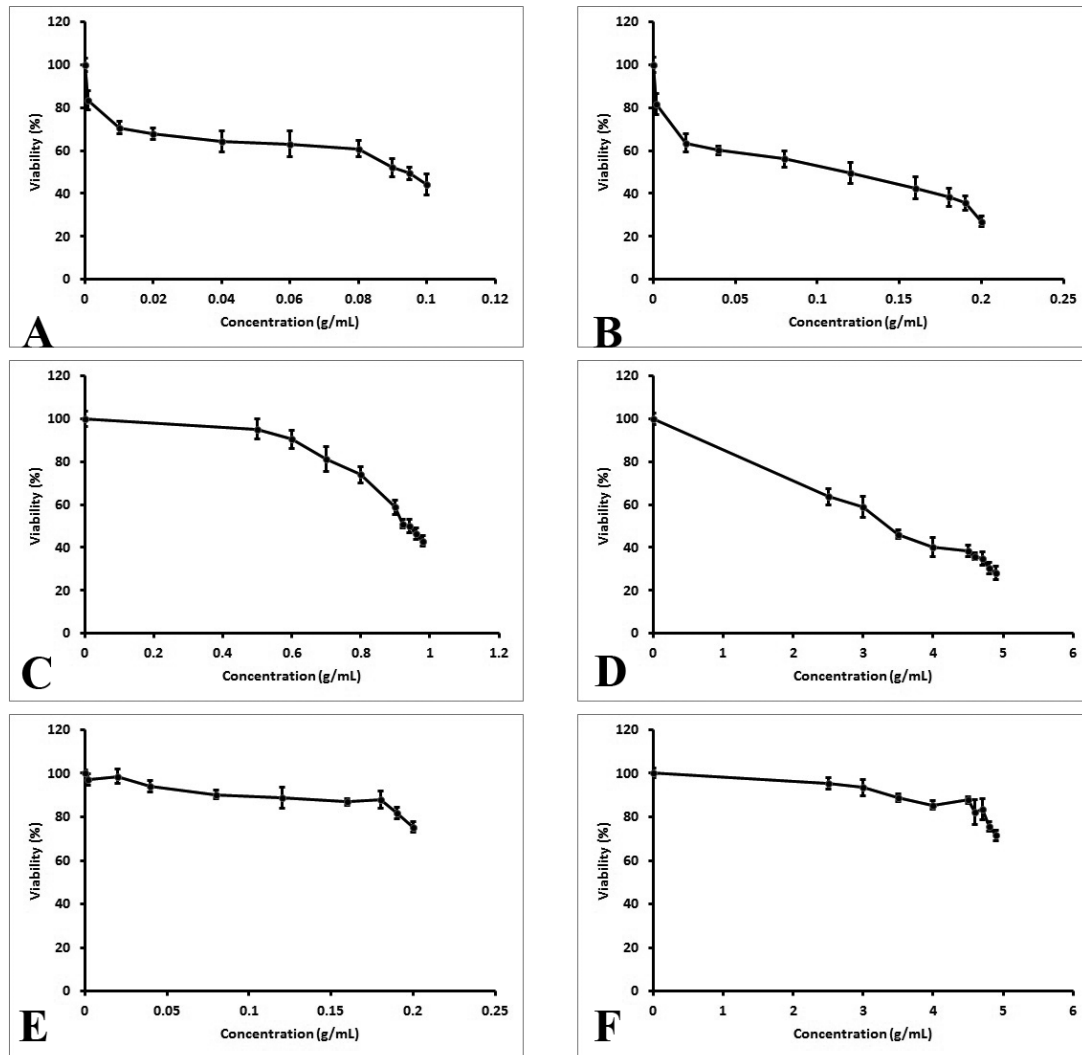 120
100
80
60
40
20
0
Viability (%)
0 0.02 0.04 0.06 0.08 0.1 0.12
Concentration (g/mL)
A
120
100
80
60
40
20
0
Viability (%)
0 0.05 0.1 0.15 0.2 0.25
Concentration (g/mL)
B
120
100
80
60
40
20
0
Viability (%)
0 0.2 0.4 0.6 0.8 1 1.2
Concentration (g/mL)
C
120
100
80
60
40
20
0
Viability (%)
0 1 2 3 4 5 6
Concentration (g/mL)
D
120
100
80
60
40
20
0
Viability (%)
0 0.05 0.1 0.15 0.2 0.25
Concentration (g/mL)
E
120
100
80
60
40
20
0
Viability (%)
0 1 2 3 4 5 6
Concentration (g/mL)
F